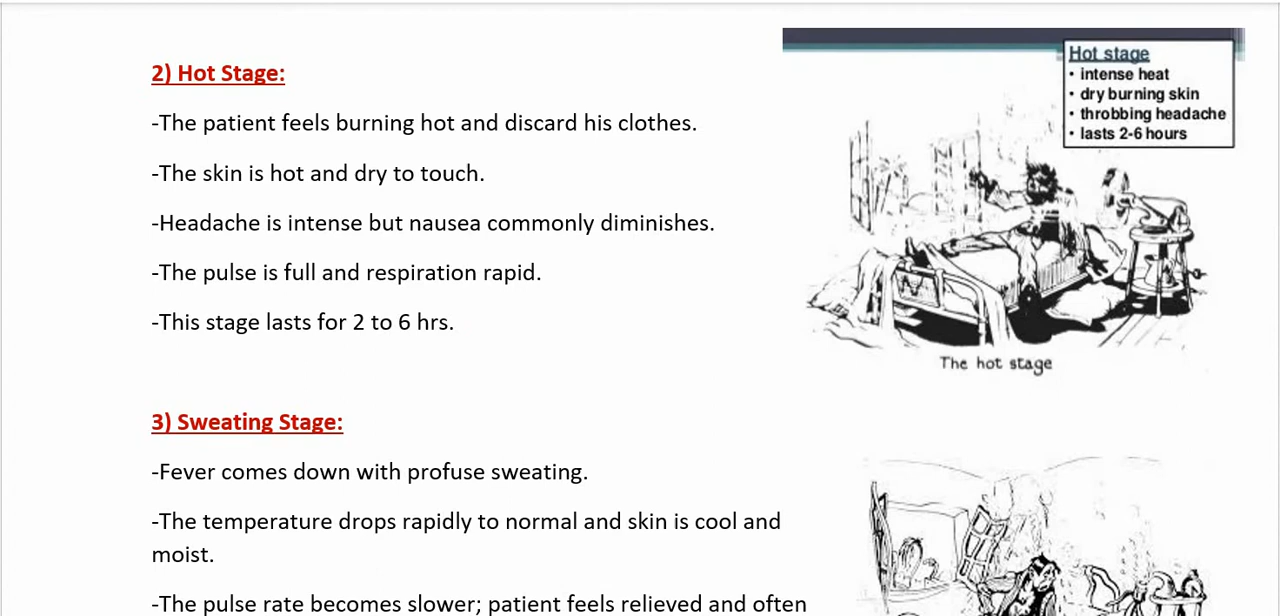 2) Hot Stage:
-The patient feels burning hot and discard his clothes.
-The skin is hot and dry to touch.
-Headache is intense but nausea commonly diminishes.
-The pulse is full and respiration rapid.
-This stage lasts for 2 to 6 hrs.
Hot stage
• intense heat
• dry burning skin
• throbbing headache
• lasts 2-6 hours
The hot stage
3) Sweating Stage:
-Fever comes down with profuse sweating.
-The temperature drops rapidly to normal and skin is cool and
moist.
-The pulse rate becomes slower; patient feels relieved and often